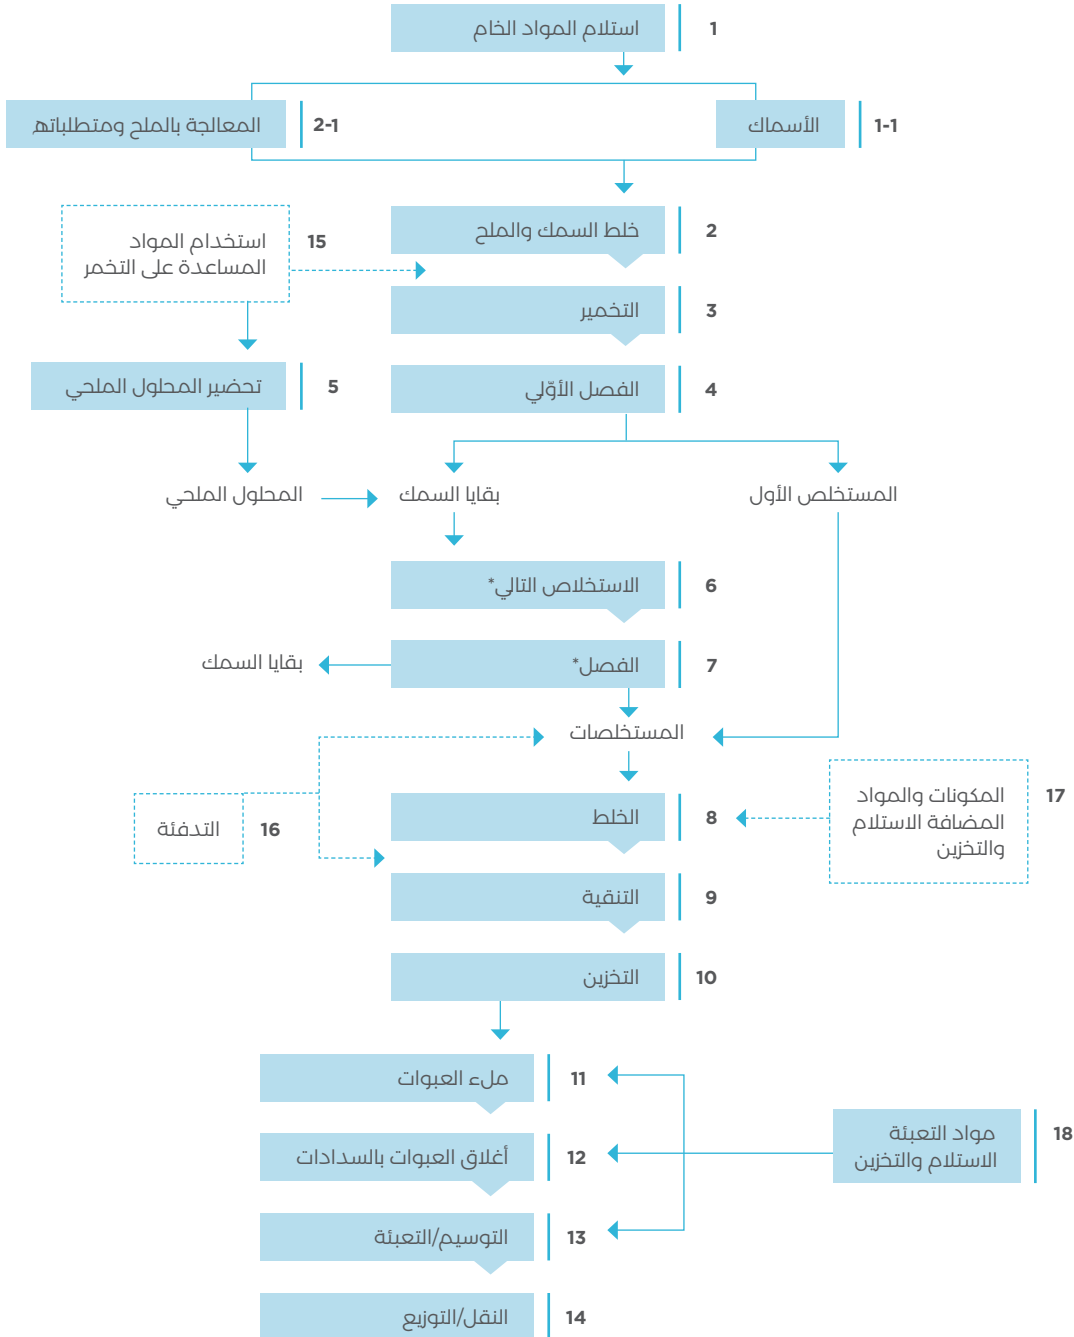 استلام المواد الخام 1
الأسماك 1-1
المعالجة بالملح ومتطلباتها 2-1
خلط السمك والملح 2
استخدام المواد 15
المساعدة على التخمر
التخمير 3
الفصل الأوّلي 4
تحضير المحلول الملحي 5
المستخلص الأول
بقايا السمك
المحلول الملحي
الاستخلاص التالي* 6
الفصل* 7
بقايا السمك
المستخلصات
المكونات والمواد 17
المضافة الاستلام
والتخزين
الخلط 8
التدفئة 16
التنقية 9
التخزين 10
ملء العبوات 11
أغلاق العبوات بالسدادات 12
مواد التعبئة 18
الاستلام والتخزين
التوسيم/التعبئة 13
النقل/التوزيع 14